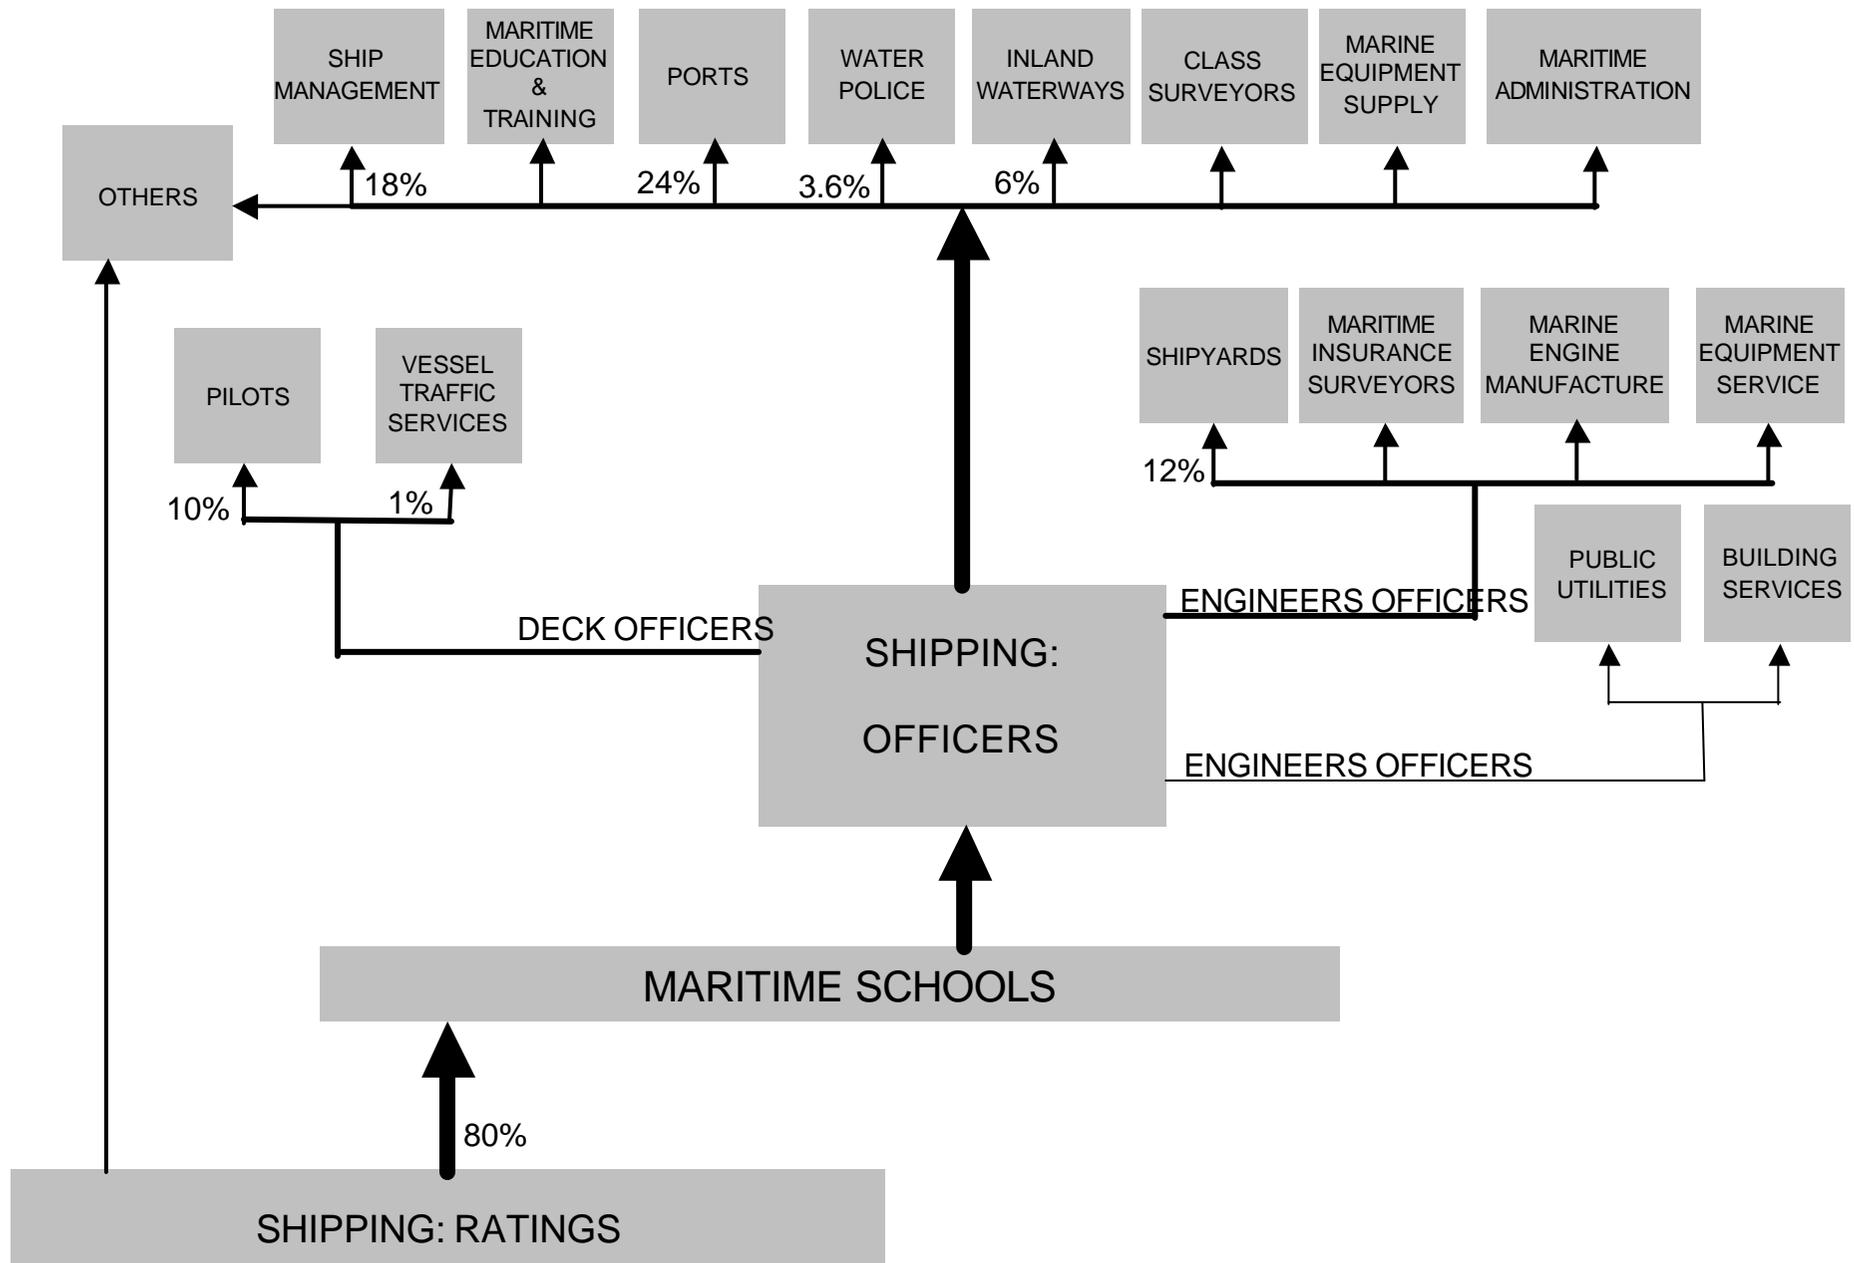 SHIP
MANAGEMENT
MARITIME
EDUCATION
&
TRAINING
PORTS
WATER
POLICE
INLAND
WATERWAYS
CLASS
SURVEYORS
MARINE
EQUIPMENT
SUPPLY
MARITIME
ADMINISTRATION
OTHERS
18%
24%
3.6%
6%
PILOTS
VESSEL
TRAFFIC
SERVICES
10%
1%
SHIPYARDS
MARITIME
INSURANCE
SURVEYORS
MARINE
ENGINE
MANUFACTURE
MARINE
EQUIPMENT
SERVICE
12%
PUBLIC
UTILITIES
BUILDING
SERVICES
DECK OFFICERS
ENGINEERS OFFICERS
SHIPPING:
OFFICERS
ENGINEERS OFFICERS
MARITIME SCHOOLS
80%
SHIPPING: RATINGS